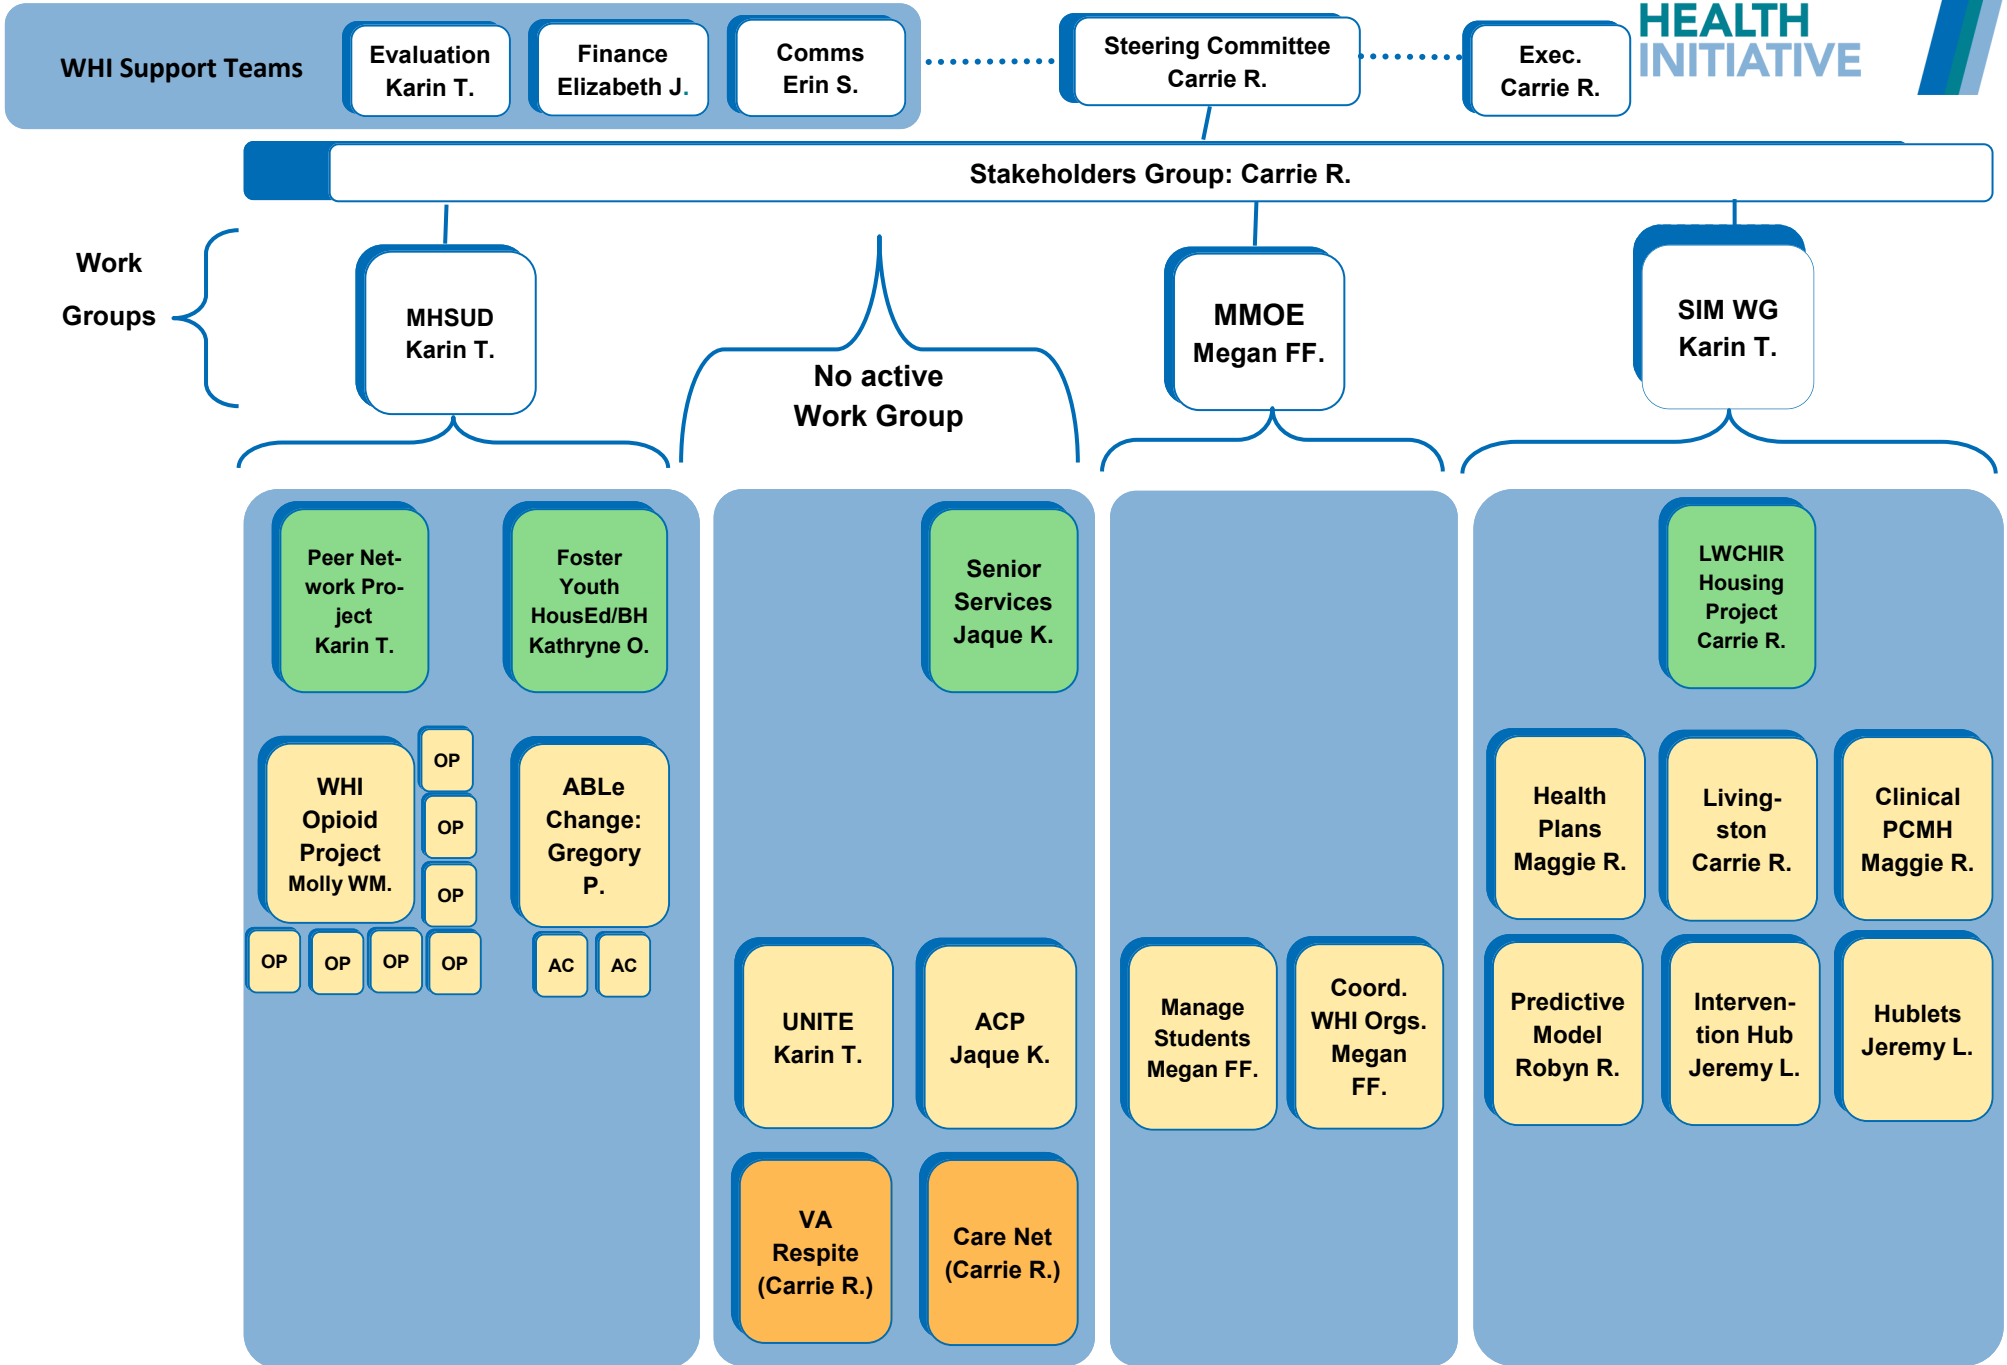 HEALTH
INITIATIVE
WHI Support Teams
Evaluation
Karin T.
Finance
Elizabeth J.
Comms
Erin S.
Steering Committee
Carrie R.
Exec.
Carrie R.
Stakeholders Group: Carrie R.
Work
Groups
MHSUD
Karin T.
No active
Work Group
MMOE
Megan FF.
SIM WG
Karin T.
Peer Net-
work Pro-
ject
Karin T.
Foster
Youth
HousEd/BH
Kathryne O.
Senior
Services
Jaque K.
LWCHIR
Housing
Project
Carrie R.
WHI
Opioid
Project
Molly WM.
OP
OP
OP
OP
OP
OP
OP
ABLe
Change:
Gregory
P.
AC
AC
Health
Plans
Maggie R.
Living-
ston
Carrie R.
Clinical
PCMH
Maggie R.
UNITE
Karin T.
ACP
Jaque K.
Manage
Students
Megan FF.
Coord.
WHI Orgs.
Megan
FF.
Predictive
Model
Robyn R.
Interven-
tion Hub
Jeremy L.
Hublets
Jeremy L.
VA
Respite
(Carrie R.)
Care Net
(Carrie R.)